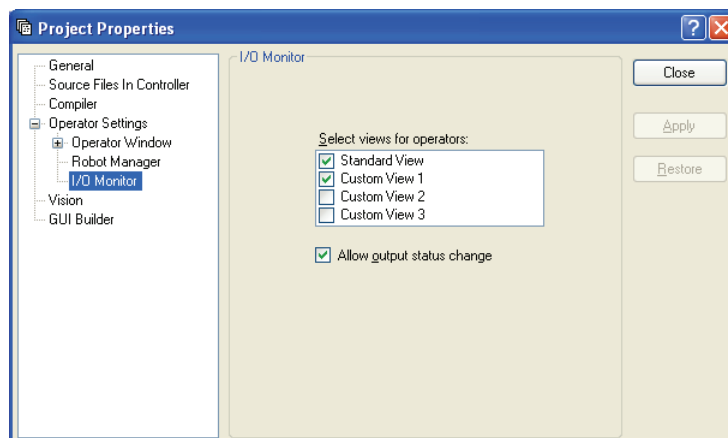 Project Properties
General
Source Files In Controller
Compiler
Operator Settings
Operator Window
Robot Manager
I/O Monitor
Vision
GUI Builder
I/O Monitor
Select views for operators:
Standard View
Custom View 1
Custom View 2
Custom View 3
Allow output status change
Close
Apply
Restore